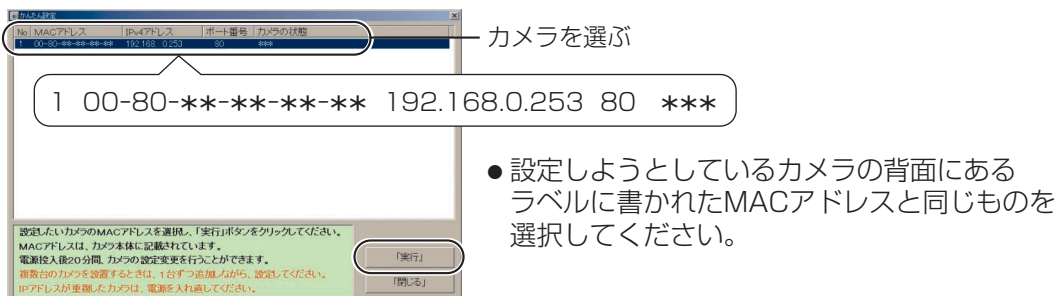 かんたん設定
No MACアドレス IPv4アドレス ポート番号 カメラの状態
1 00-80-**-**-**-** 192.168.0.253 80 ***
カメラを選ぶ
1 00-80-**-**-**-** 192.168.0.253 80 ***
●設定しようとしているカメラの背面にある
ラベルに書かれたMACアドレスと同じものを
選択してください。
設定したいカメラのMACアドレスを選択し、「実行」ボタンをクリックしてください。
MACアドレスは、カメラ本体に記載されています。
電源投入後20分間、カメラの設定変更を行うことができます。
複数台のカメラを設置するときは、1台ずつ追加しながら、設定してください。
IPアドレスが重複したカメラは、電源を入れ直してください。
「実行」
「閉じる」